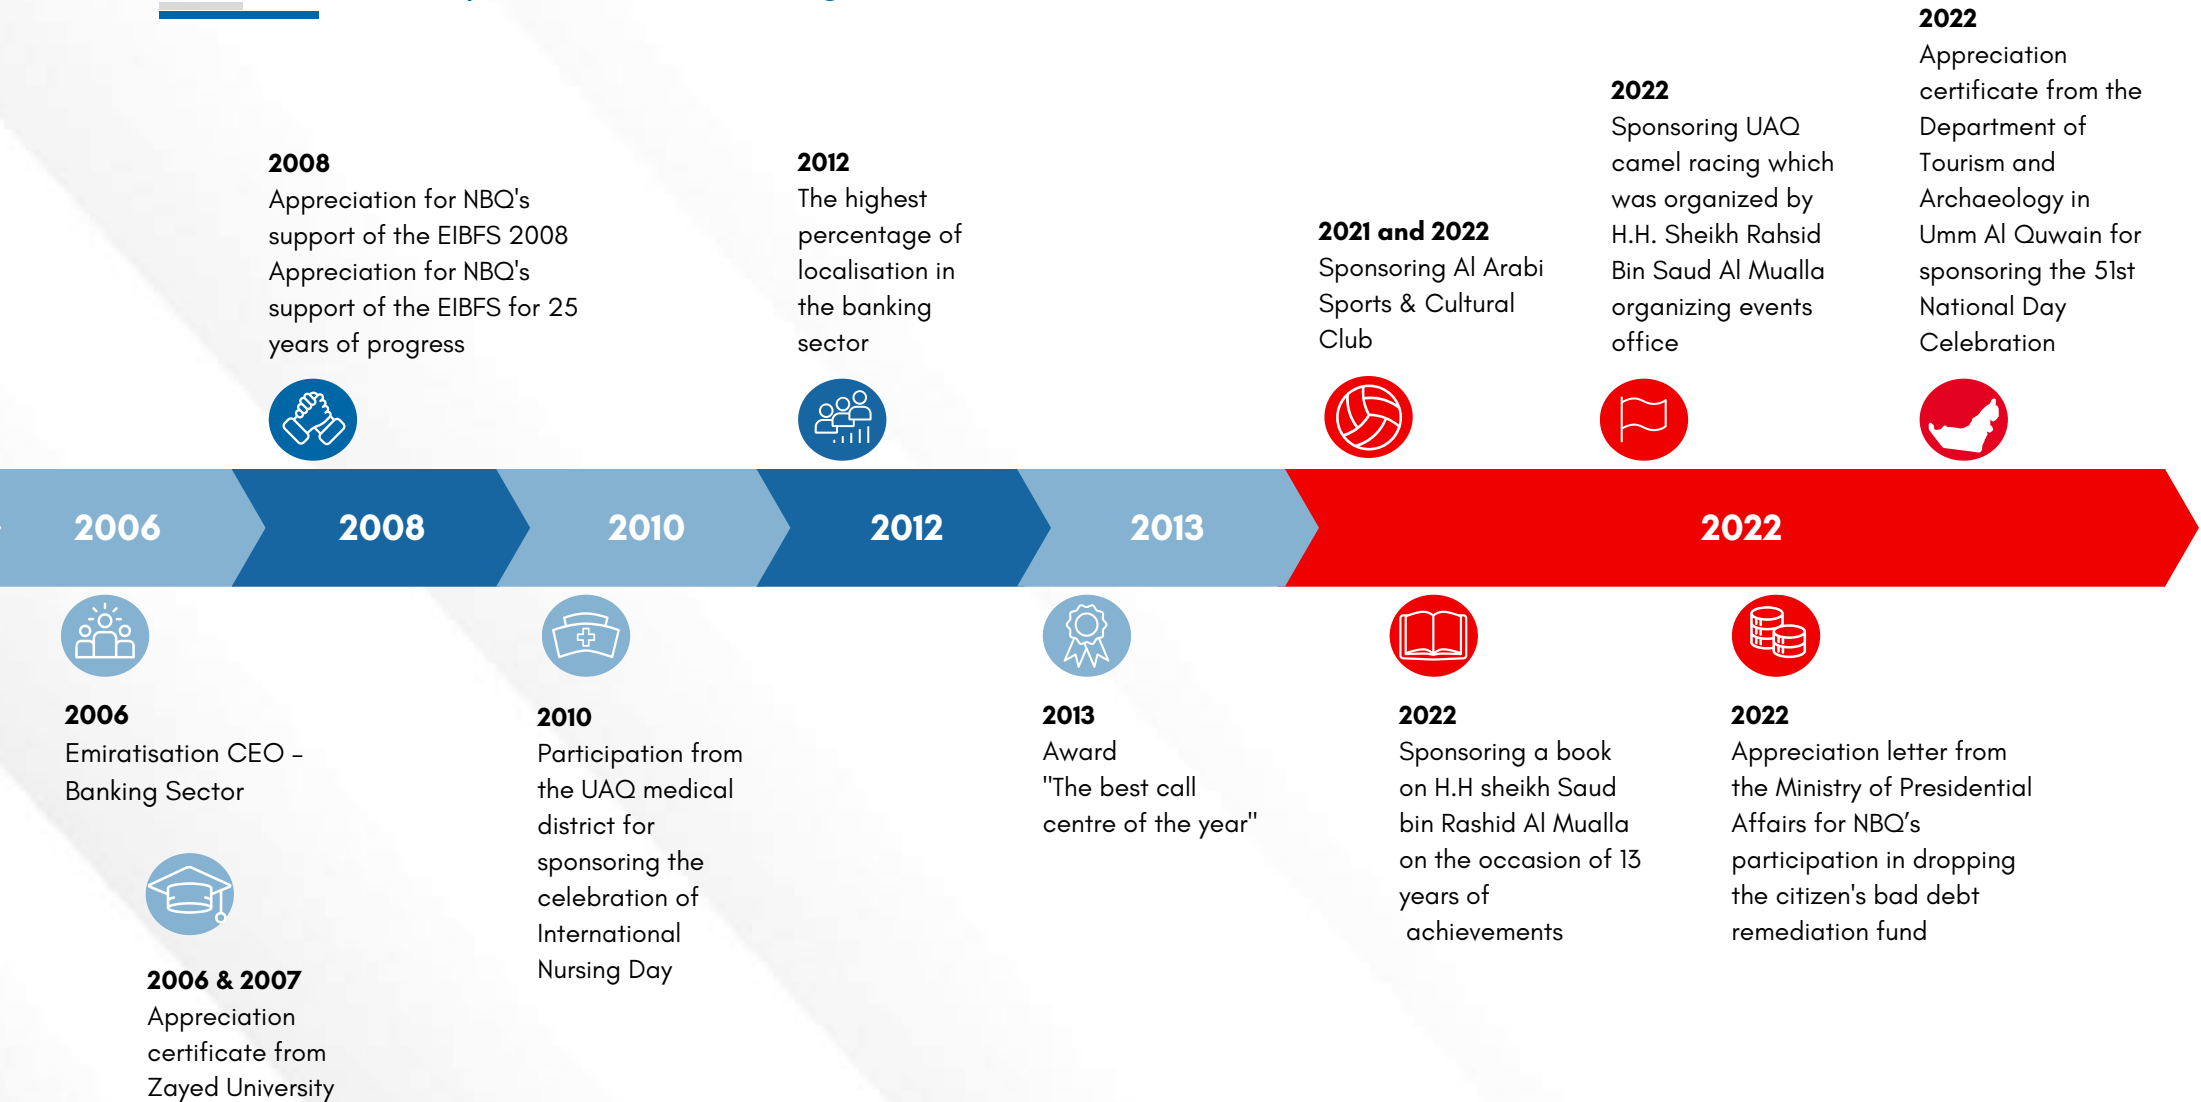 2008
Appreciation for NBQ's
support of the EIBFS 2008
Appreciation for NBQ's
support of the EIBFS for 25
years of progress
2012
The highest
percentage of
localisation in
the banking
sector
2021 and 2022
Sponsoring Al Arabi
Sports & Cultural
Club
2022
Sponsoring UAQ
camel racing which
was organized by
H.H. Sheikh Rahsid
Bin Saud Al Mualla
organizing events
office
2022
Appreciation
certificate from the
Department of
Tourism and
Archaeology in
Umm Al Quwain for
sponsoring the 51st
National Day
Celebration
2006
2008
2010
2012
2013
2022
2006
Emiratisation CEO –
Banking Sector
2006 & 2007
Appreciation
certificate from
Zayed University
2010
Participation from
the UAQ medical
district for
sponsoring the
celebration of
International
Nursing Day
2013
Award
"The best call
centre of the year"
2022
Sponsoring a book
on H.H sheikh Saud
bin Rashid Al Mualla
on the occasion of 13
years of
achievements
2022
Appreciation letter from
the Ministry of Presidential
Affairs for NBQ’s
participation in dropping
the citizen's bad debt
remediation fund